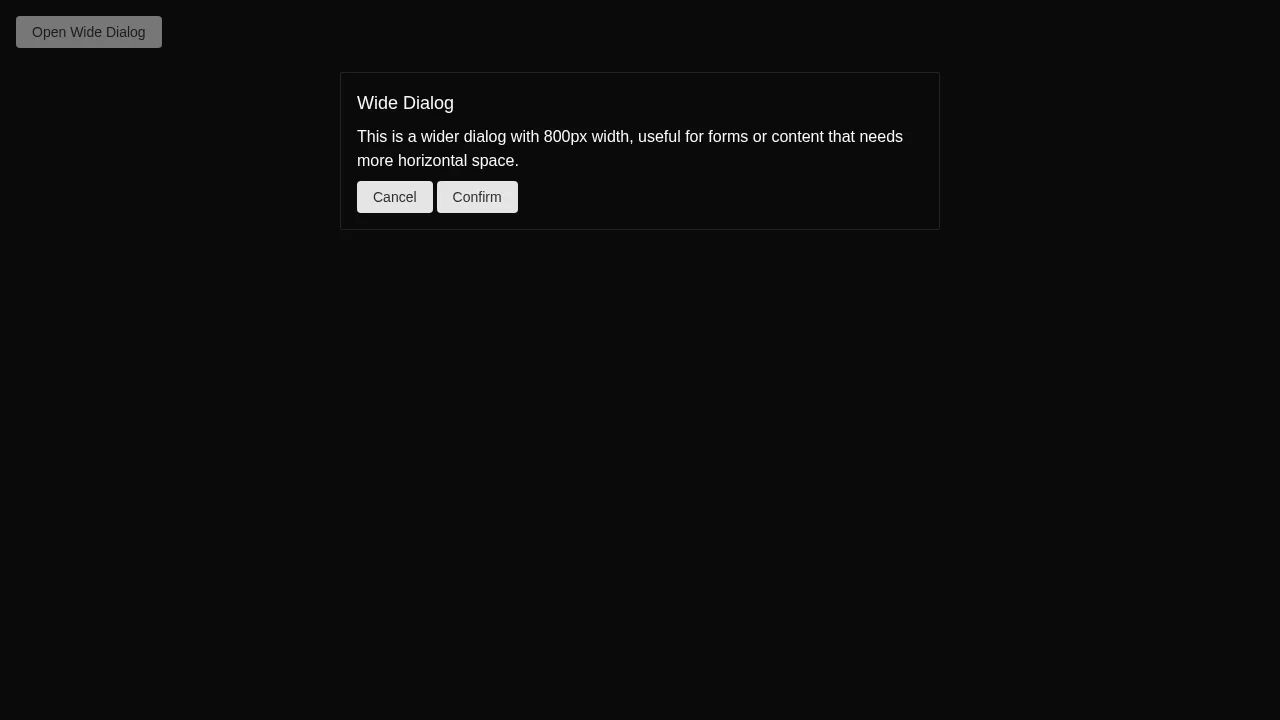 Open Wide Dialog
Wide Dialog
This is a wider dialog with 800px width, useful for forms or content that needs
more horizontal space.
Cancel Confirm